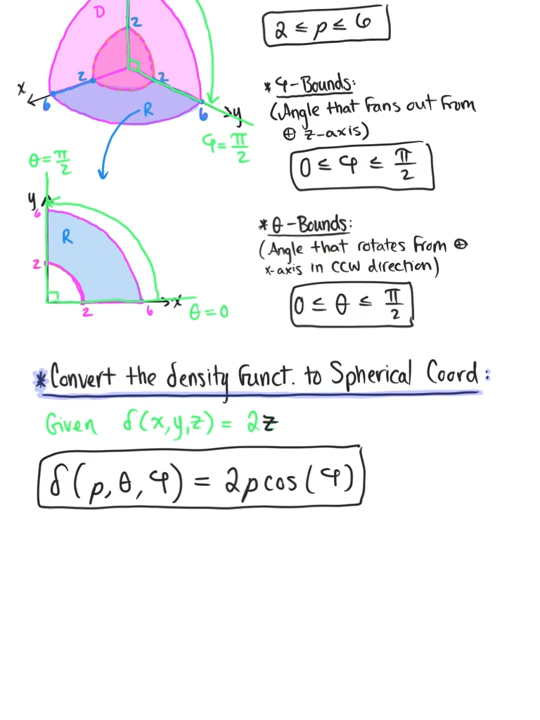 D
2
2 ≤ ρ ≤ 6
2
2
x
6
R
6
y
φ = π/2
* φ-Bounds:
(Angle that fans out from
⊕ z-axis)
0 ≤ φ ≤ π/2
θ = π/2
y
6
R
2
2
6
x
θ = 0
* θ-Bounds:
(Angle that rotates from ⊕
x-axis in CCW direction)
0 ≤ θ ≤ π/2
*Convert the density funct. to Spherical Coord:
Given δ(x,y,z) = 2z
δ(ρ, θ, φ) = 2ρcos(φ)